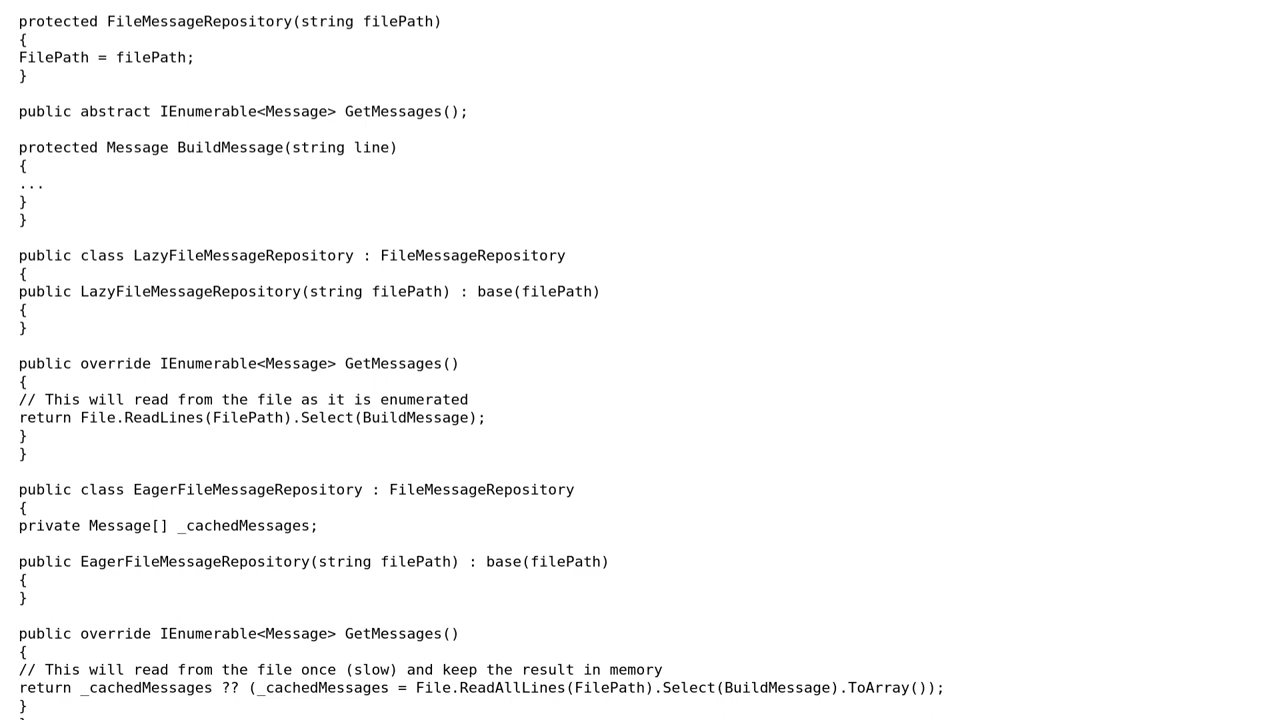 protected FileMessageRepository(string filePath)
{
FilePath = filePath;
}

public abstract IEnumerable<Message> GetMessages();

protected Message BuildMessage(string line)
{
...
}
}

public class LazyFileMessageRepository : FileMessageRepository
{
public LazyFileMessageRepository(string filePath) : base(filePath)
{
}

public override IEnumerable<Message> GetMessages()
{
// This will read from the file as it is enumerated
return File.ReadLines(FilePath).Select(BuildMessage);
}
}

public class EagerFileMessageRepository : FileMessageRepository
{
private Message[] _cachedMessages;

public EagerFileMessageRepository(string filePath) : base(filePath)
{
}

public override IEnumerable<Message> GetMessages()
{
// This will read from the file once (slow) and keep the result in memory
return _cachedMessages ?? (_cachedMessages = File.ReadAllLines(FilePath).Select(BuildMessage).ToArray());
}